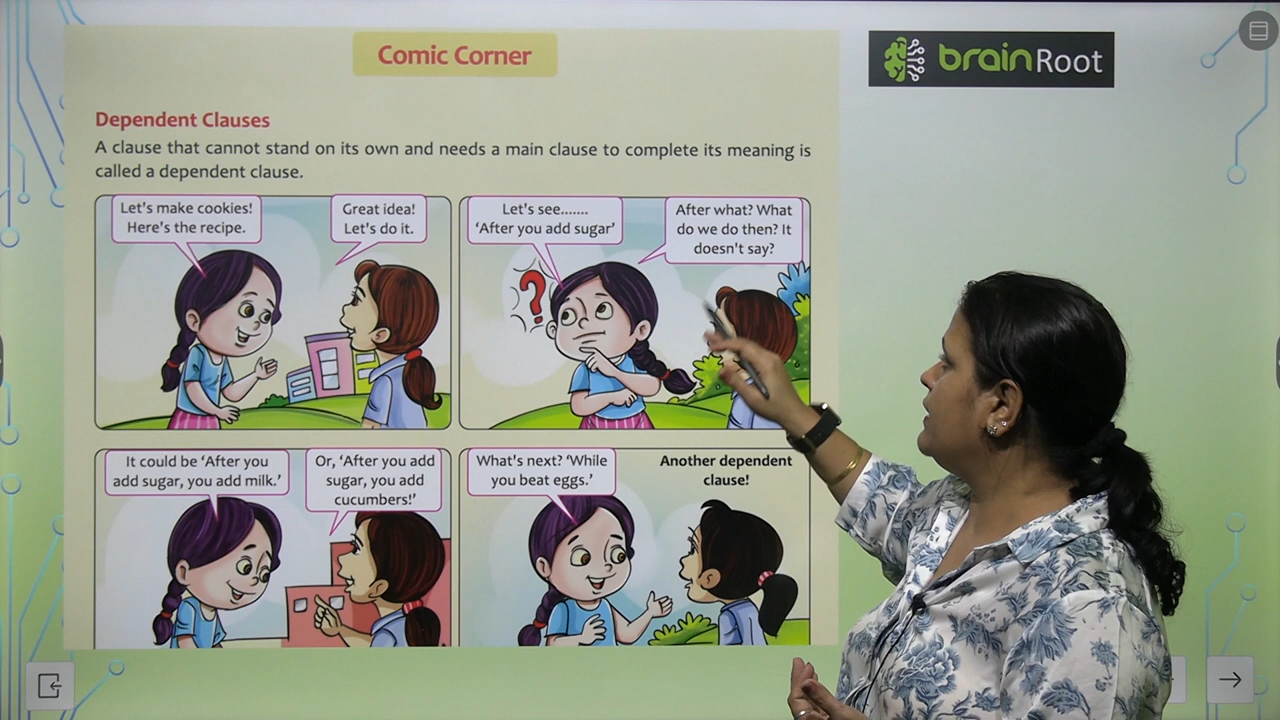 Comic Corner
brainRoot
Dependent Clauses
A clause that cannot stand on its own and needs a main clause to complete its meaning is
called a dependent clause.
Let's make cookies!
Here's the recipe.
Great idea!
Let's do it.
Let's see.......
‘After you add sugar’
After what? What
do we do then? It
doesn't say?
?
It could be ‘After you
add sugar, you add milk.’
Or, ‘After you add
sugar, you add
cucumbers!’
What's next? ‘While
you beat eggs.’
Another dependent
clause!